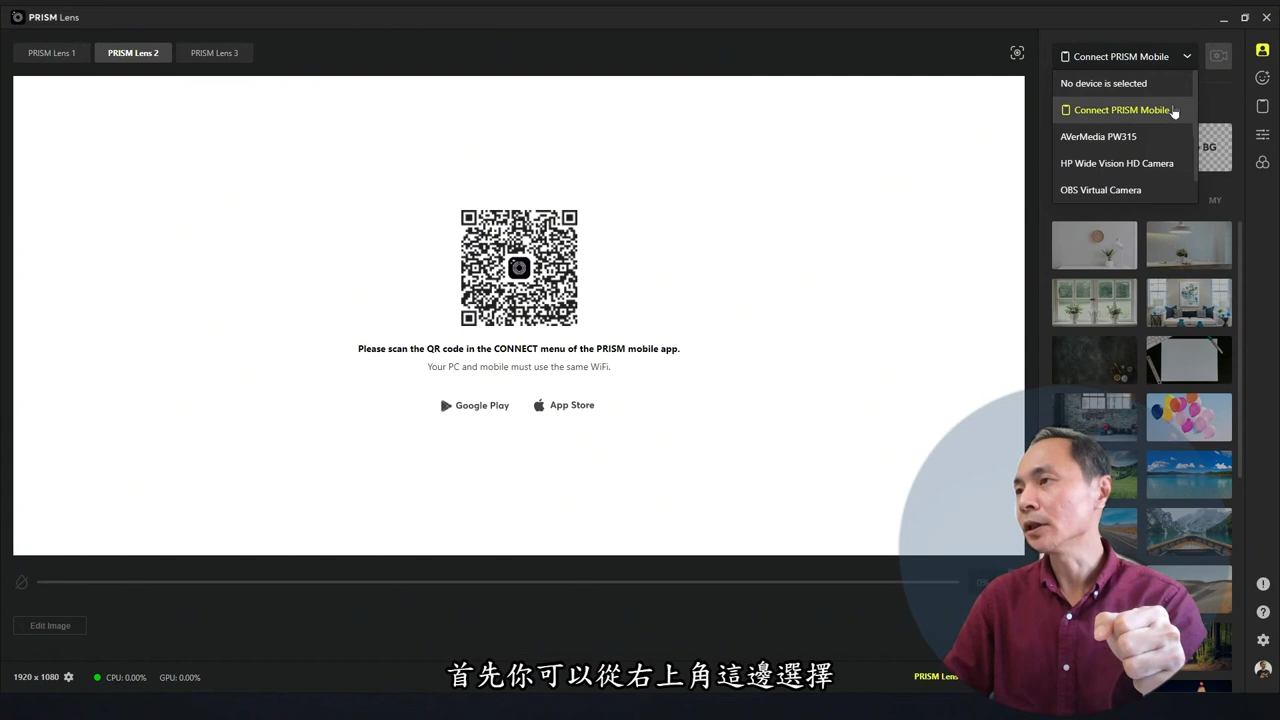 PRISM Lens
PRISM Lens 1
PRISM Lens 2
PRISM Lens 3
Connect PRISM Mobile
No device is selected
Connect PRISM Mobile
AVerMedia PW315
HP Wide Vision HD Camera
OBS Virtual Camera
BG
MY
Please scan the QR code in the CONNECT menu of the PRISM mobile app.
Your PC and mobile must use the same WiFi.
Google Play
App Store
0%
Edit Image
1920 x 1080
CPU: 0.00%
GPU: 0.00%
PRISM Lens
首先你可以從右上角這邊選擇